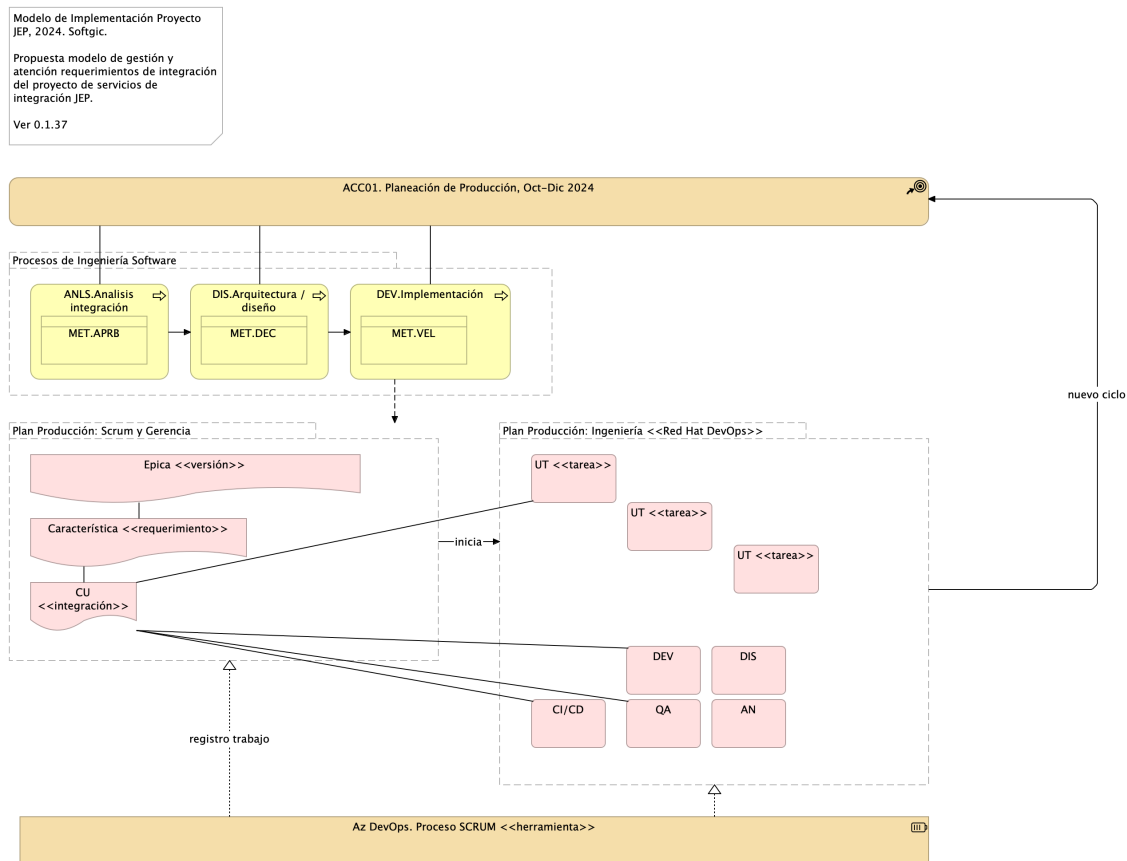 Modelo de Implementación Proyecto
JEP, 2024. Softgic.
Propuesta modelo de gestión y
atención requerimientos de integración
del proyecto de servicios de
integración JEP.
Ver 0.1.37
ACC01. Planeación de Producción, Oct-Dic 2024
Procesos de Ingeniería Software
ANLS.Analisis
integración
MET.APRB
DIS.Arquitectura /
diseño
MET.DEC
DEV.Implementación
MET.VEL
nuevo ciclo
Plan Producción: Scrum y Gerencia
Epica <<versión>>
Característica <<requerimiento>>
CU
<<integración>>
inicia
Plan Producción: Ingeniería <<Red Hat DevOps>>
UT <<tarea>>
UT <<tarea>>
UT <<tarea>>
DEV
DIS
CI/CD
QA
AN
registro trabajo
Az DevOps. Proceso SCRUM <<herramienta>>